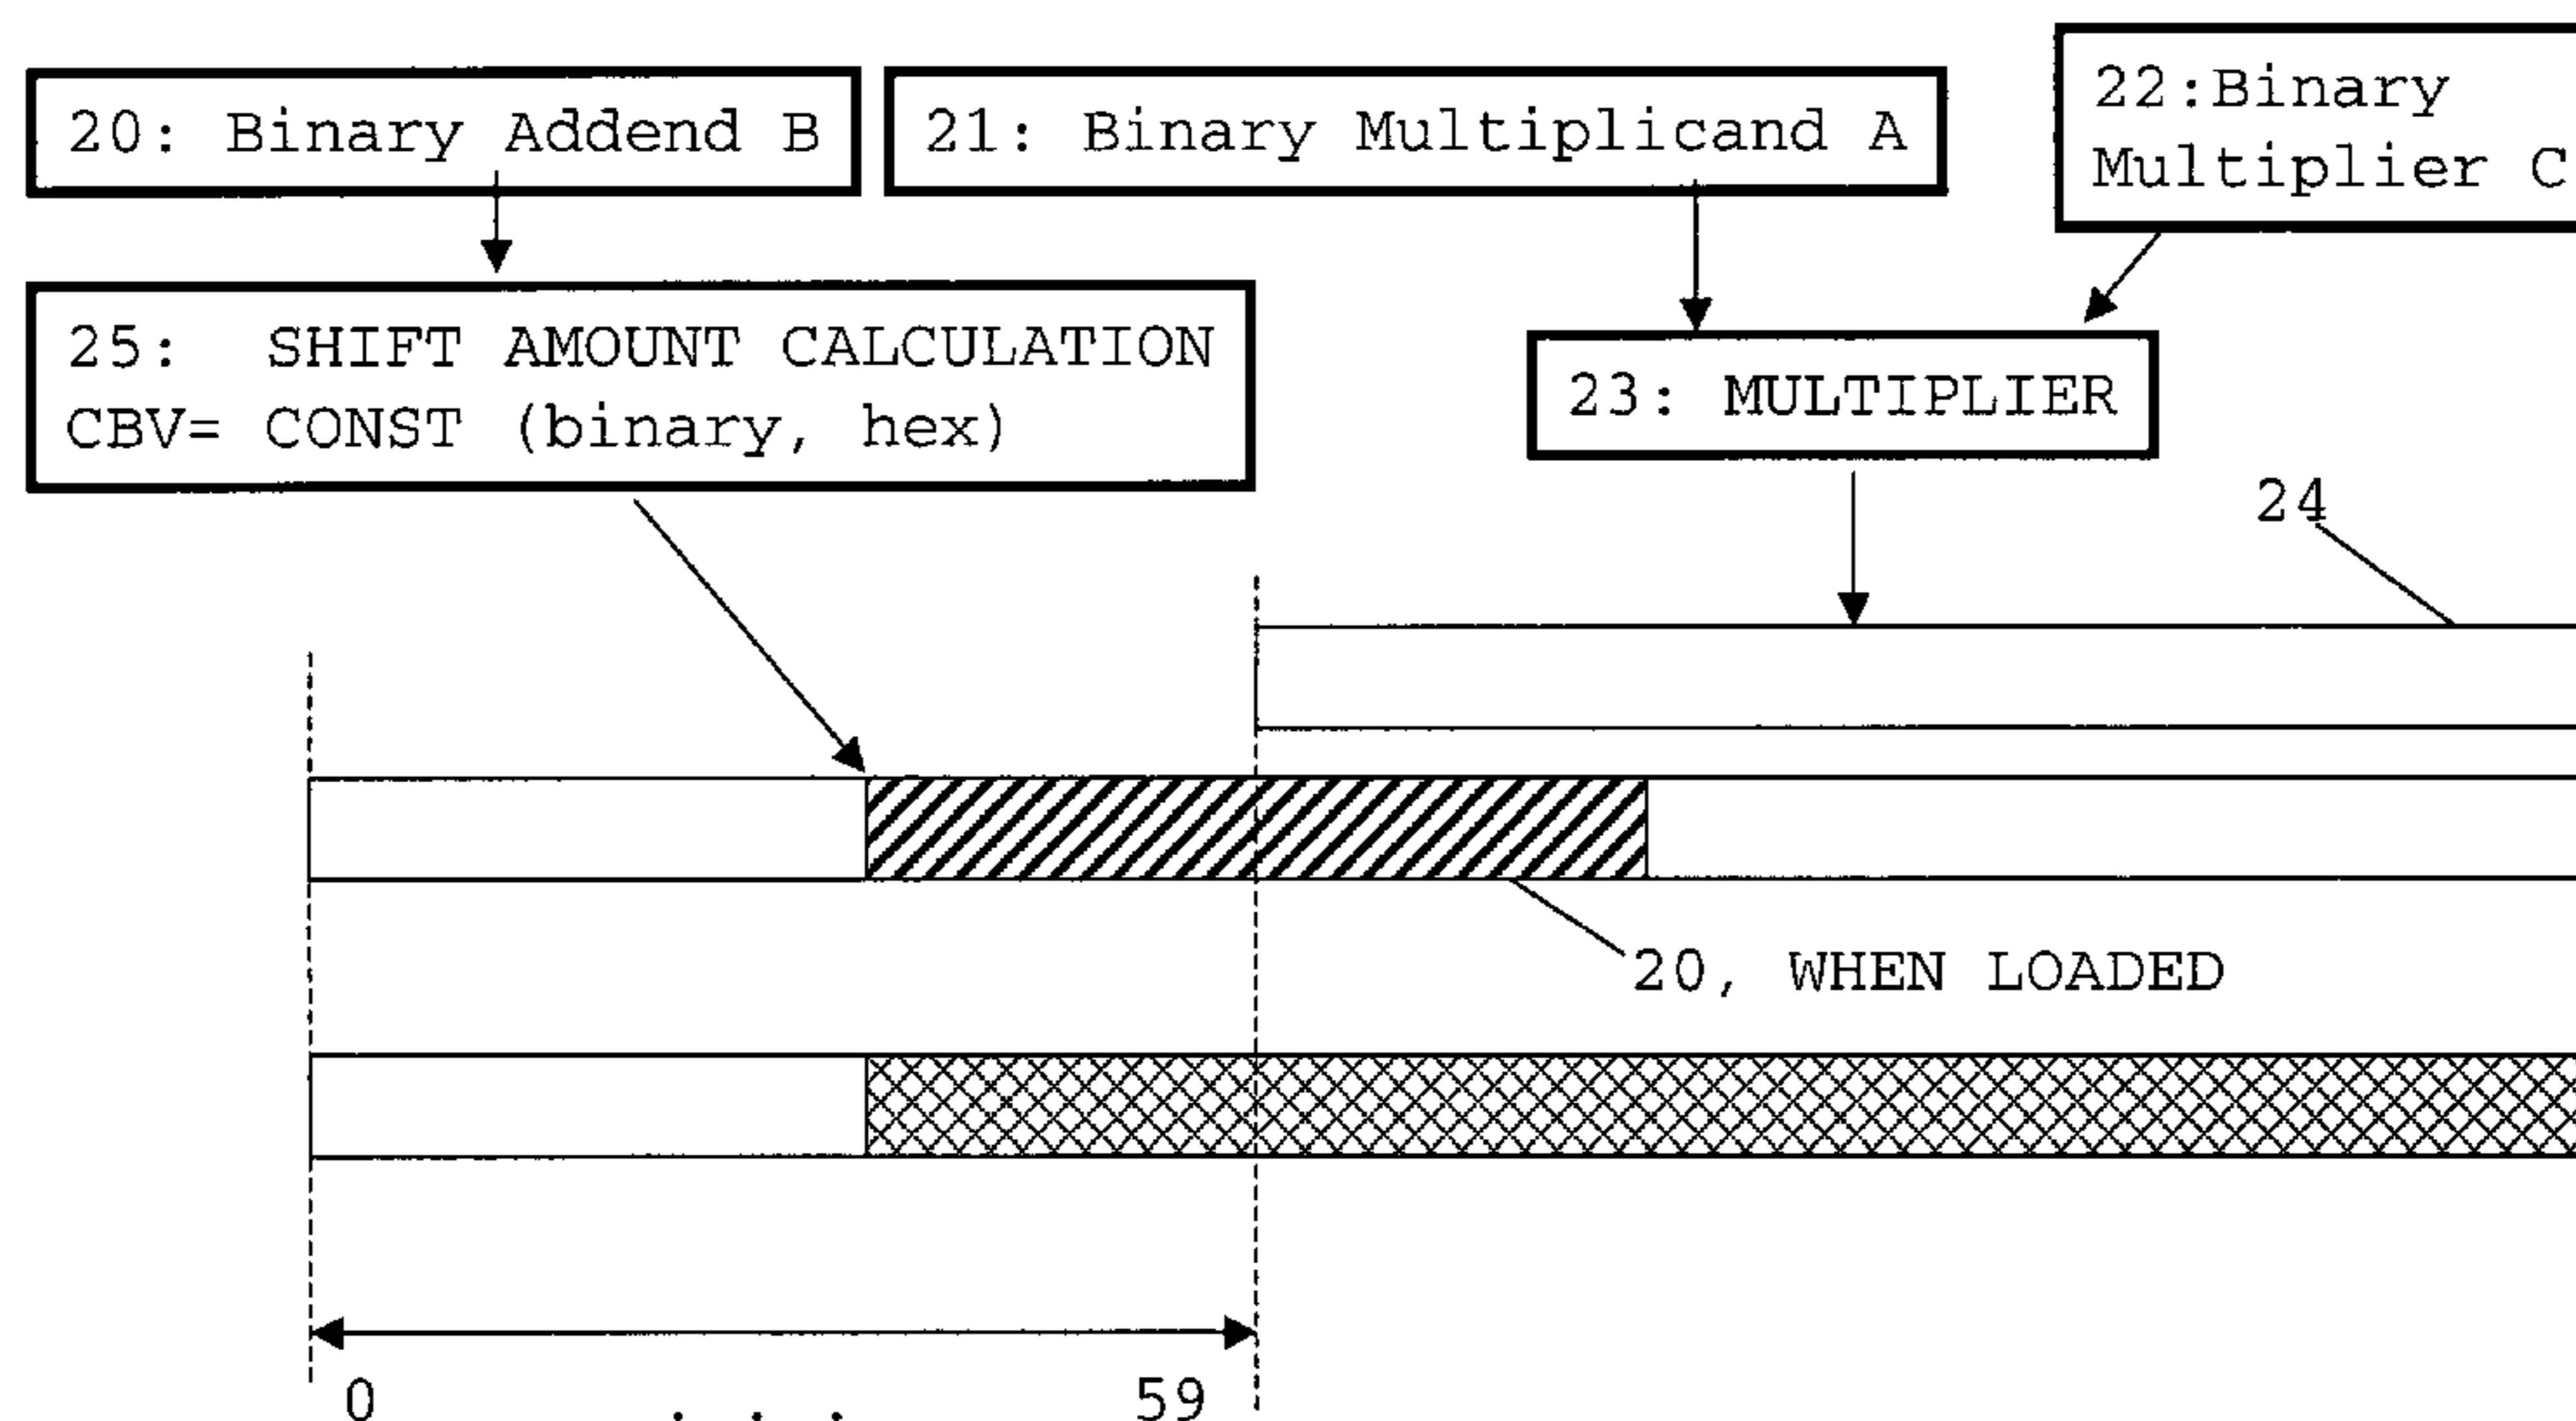 20: Binary Addend B
21: Binary Multiplicand A
22:Binary
Multiplier C
25: SHIFT AMOUNT CALCULATION
CBV= CONST (binary, hex)
23: MULTIPLIER
24
20, WHEN LOADED
0
59